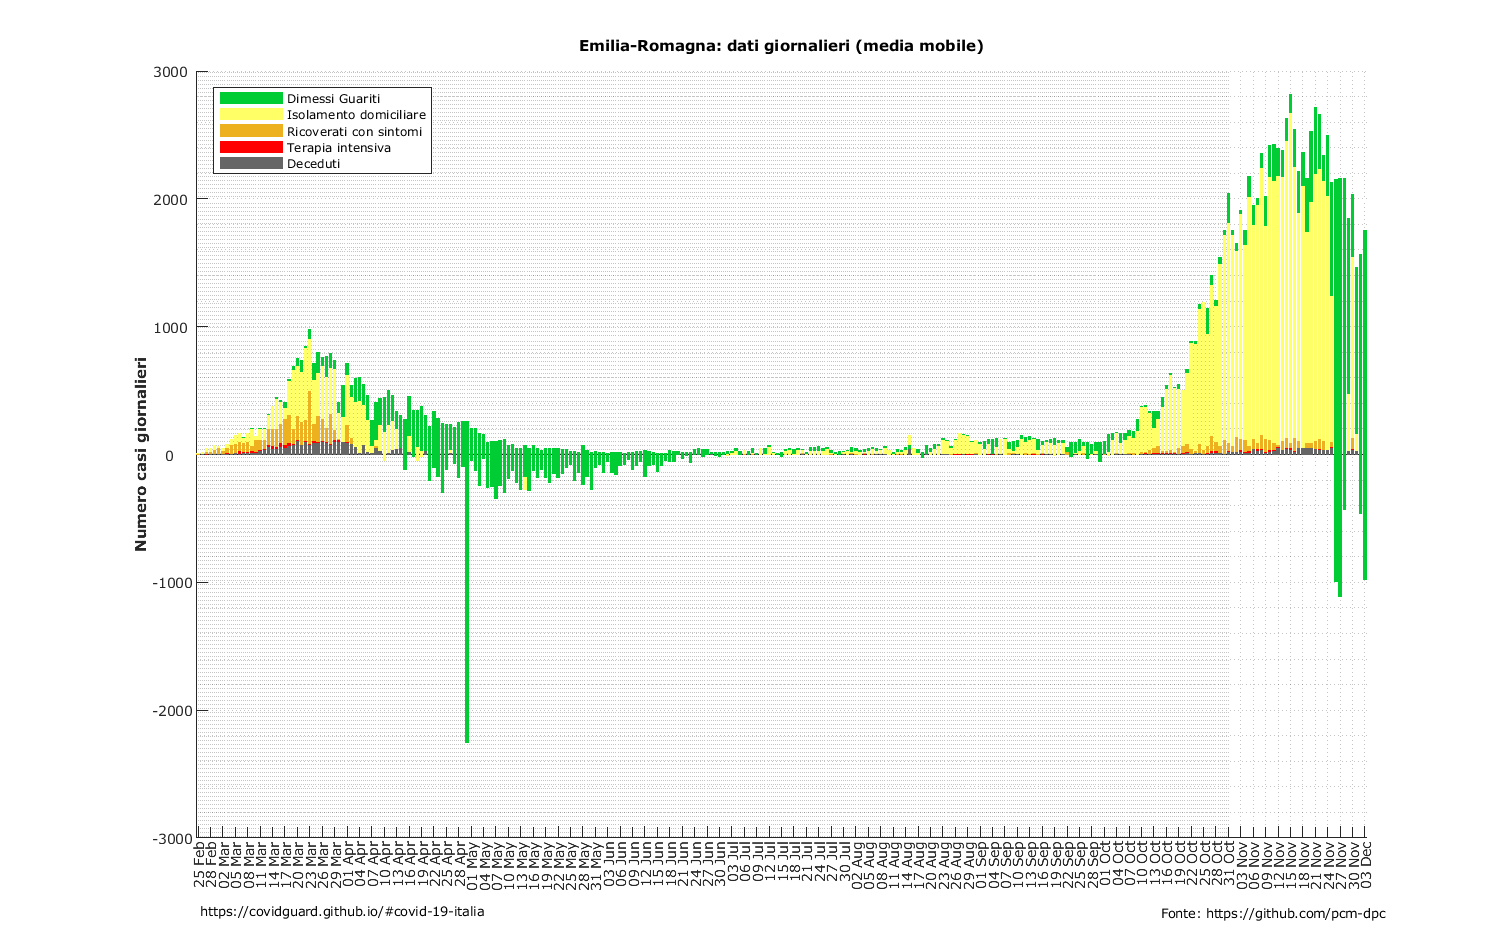 Emilia-Romagna: dati giornalieri (media mobile)
3000
2000
1000
0
-1000
-2000
-3000
Numero casi giornalieri
Dimessi Guariti
Isolamento domiciliare
Ricoverati con sintomi
Terapia intensiva
Deceduti
25 Feb
28 Feb
02 Mar
05 Mar
08 Mar
11 Mar
14 Mar
17 Mar
20 Mar
23 Mar
26 Mar
29 Mar
01 Apr
04 Apr
07 Apr
10 Apr
13 Apr
16 Apr
19 Apr
22 Apr
25 Apr
28 Apr
01 May
04 May
07 May
10 May
13 May
16 May
19 May
22 May
25 May
28 May
31 May
03 Jun
06 Jun
09 Jun
12 Jun
15 Jun
18 Jun
21 Jun
24 Jun
27 Jun
30 Jun
03 Jul
06 Jul
09 Jul
12 Jul
15 Jul
18 Jul
21 Jul
24 Jul
27 Jul
30 Jul
02 Aug
05 Aug
08 Aug
11 Aug
14 Aug
17 Aug
20 Aug
23 Aug
26 Aug
29 Aug
01 Sep
04 Sep
07 Sep
10 Sep
13 Sep
16 Sep
19 Sep
22 Sep
25 Sep
28 Sep
01 Oct
04 Oct
07 Oct
10 Oct
13 Oct
16 Oct
19 Oct
22 Oct
25 Oct
28 Oct
31 Oct
03 Nov
06 Nov
09 Nov
12 Nov
15 Nov
18 Nov
21 Nov
24 Nov
27 Nov
30 Nov
03 Dec
https://covidguard.github.io/#covid-19-italia
Fonte: https://github.com/pcm-dpc